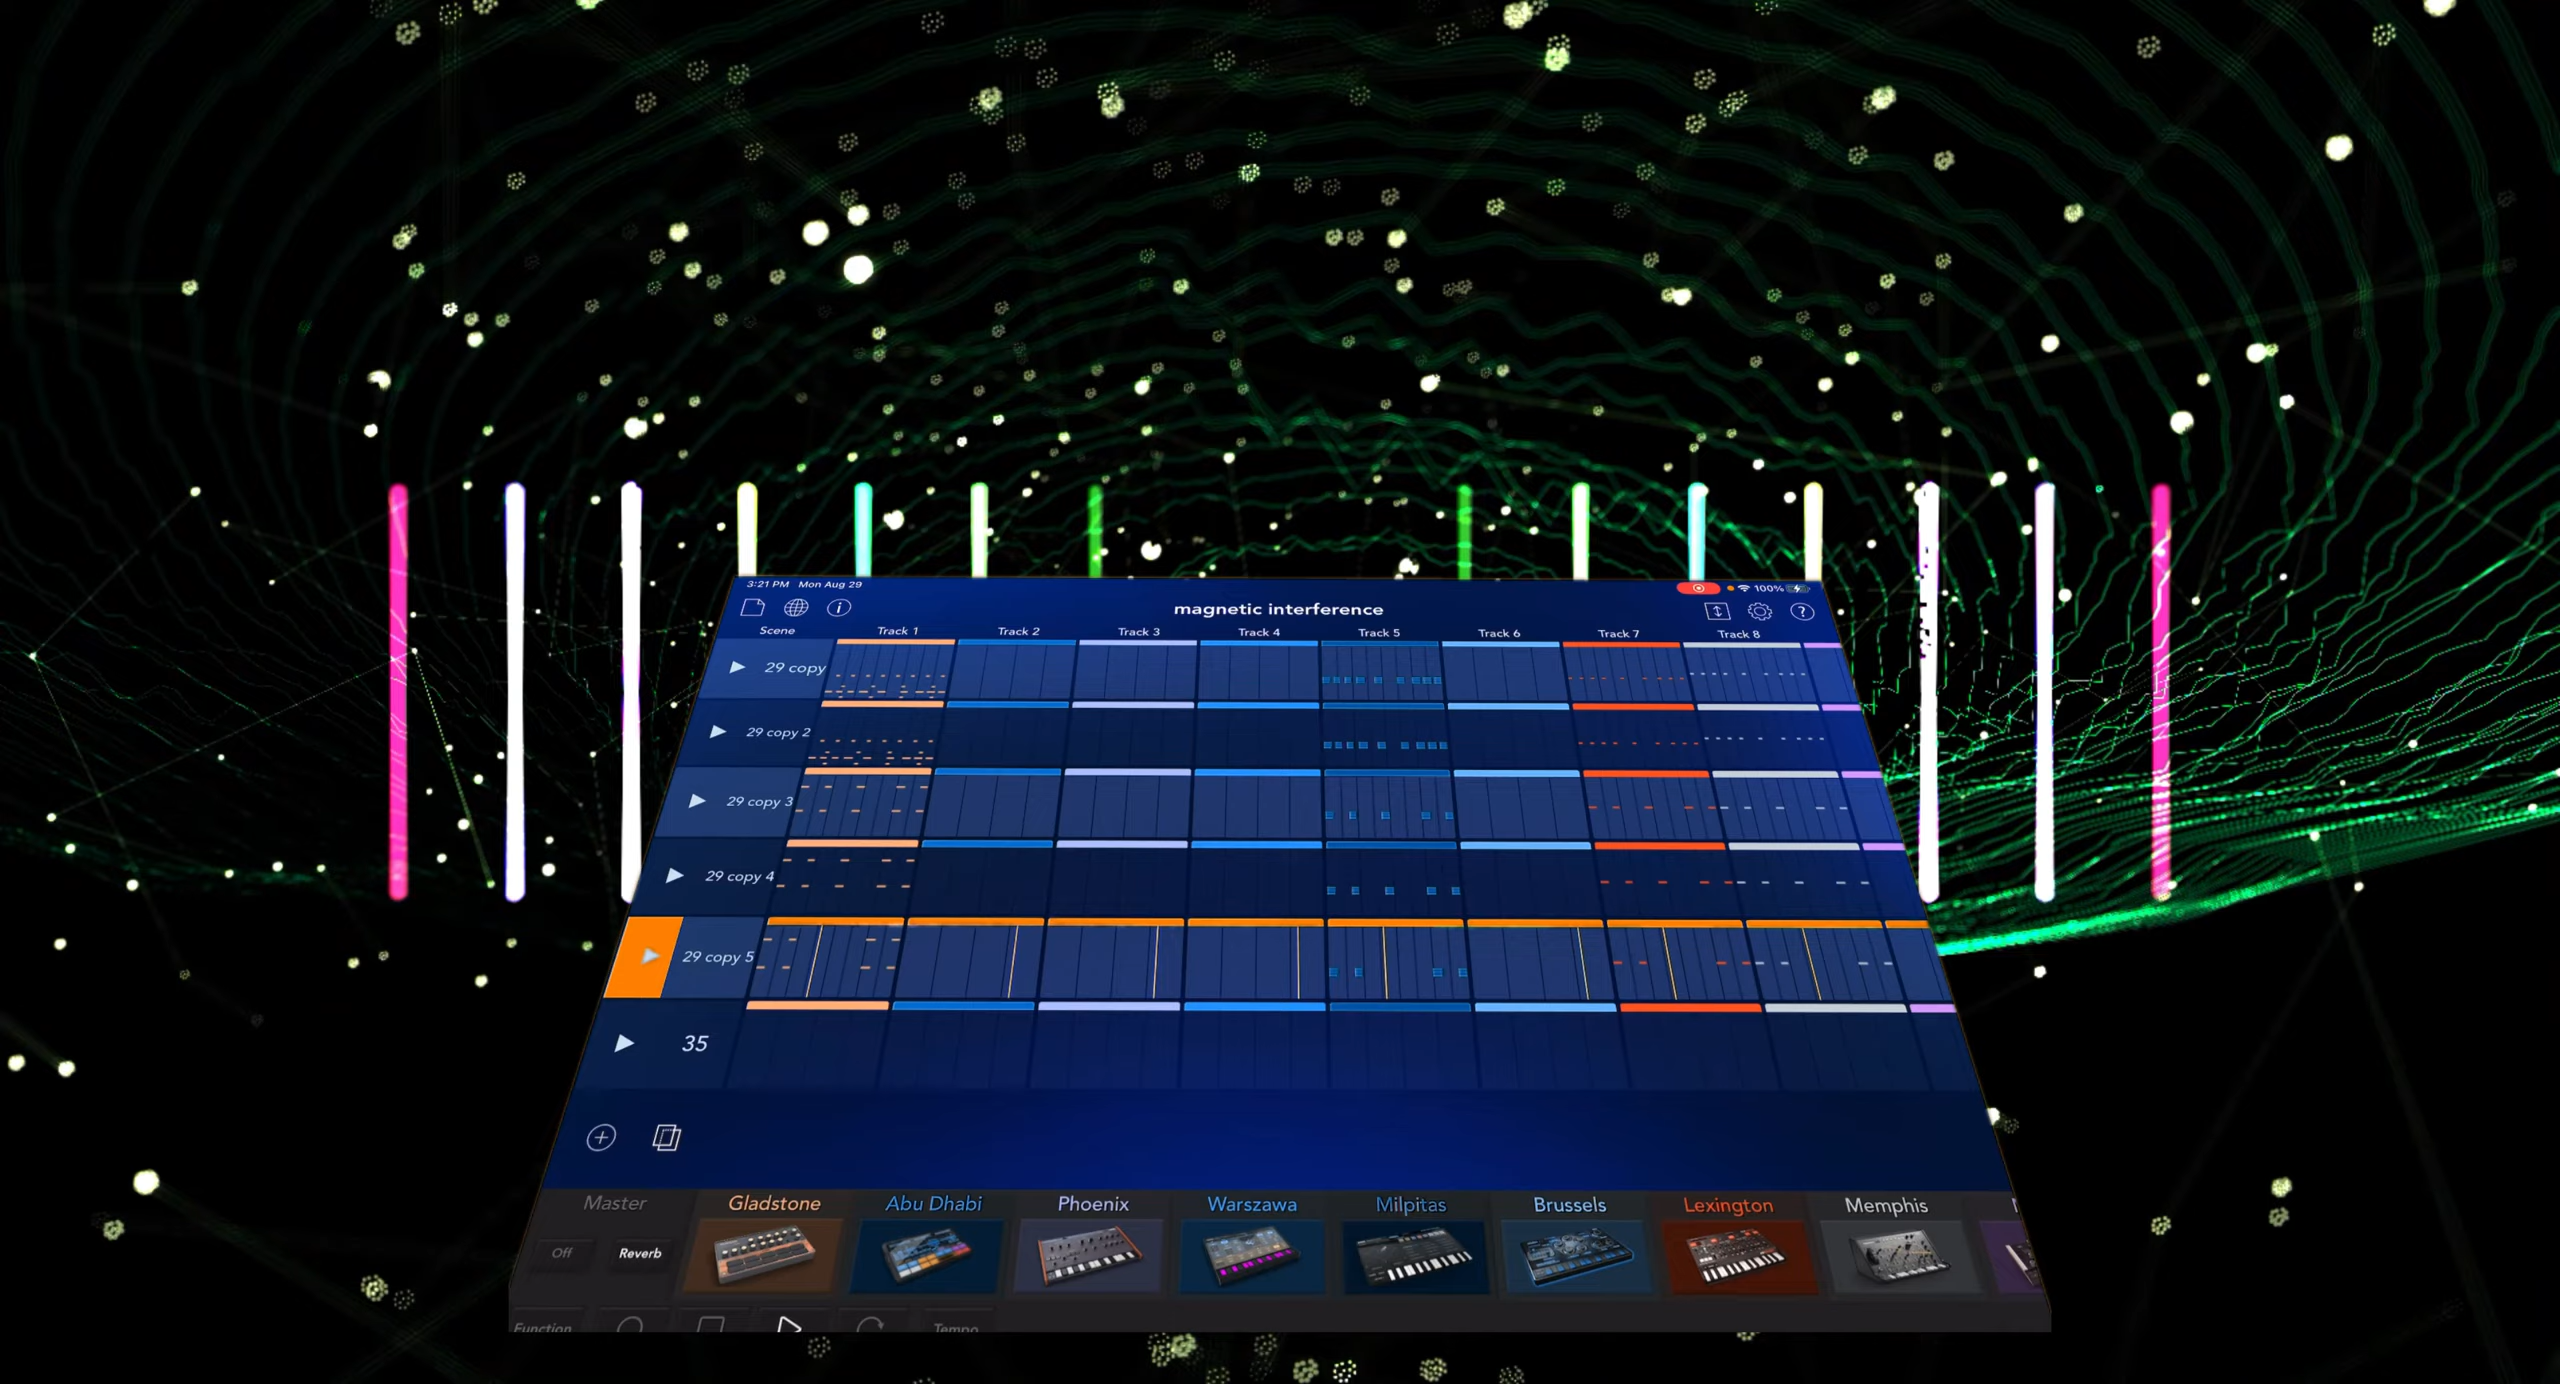 3:21 PM Mon Aug 29
100%
magnetic interference
Scene Track 1 Track 2 Track 3 Track 4 Track 5 Track 6 Track 7 Track 8
29 copy
29 copy 2
29 copy 3
29 copy 4
29 copy 5
35
Master Gladstone Abu Dhabi Phoenix Warszawa Milpitas Brussels Lexington Memphis
Off Reverb
Function Tempo